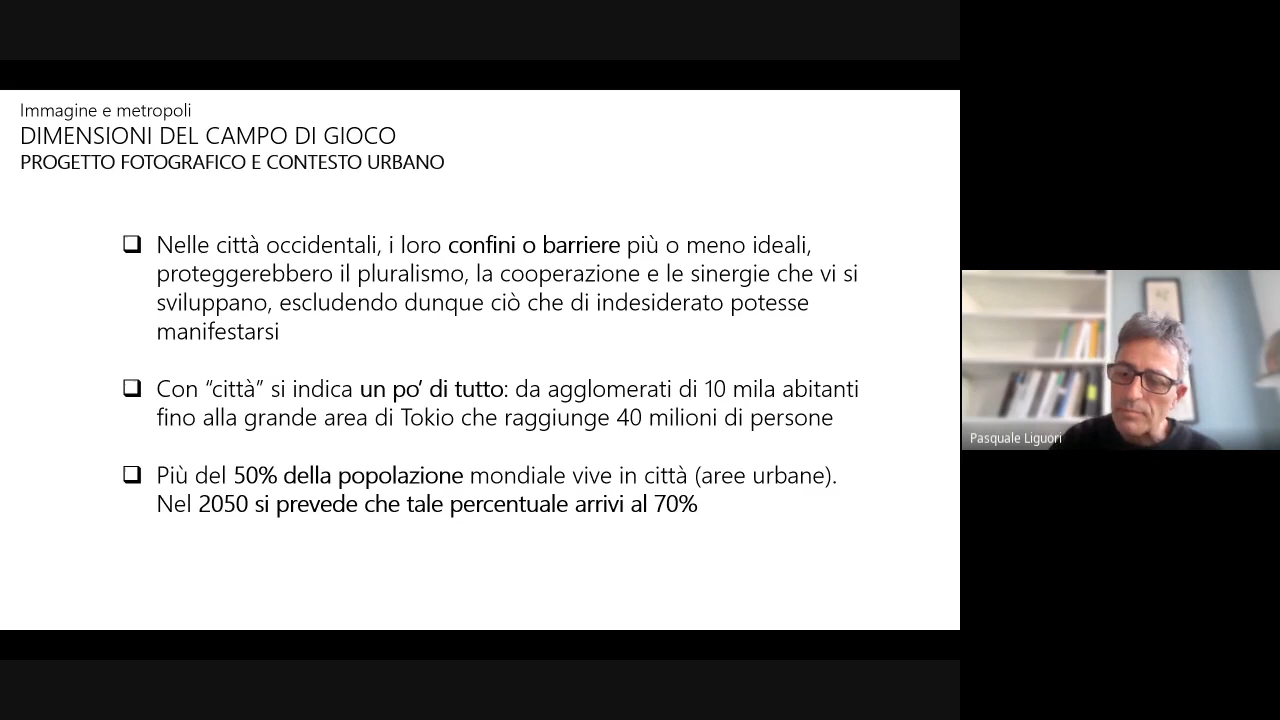 Immagine e metropoli
DIMENSIONI DEL CAMPO DI GIOCO
PROGETTO FOTOGRAFICO E CONTESTO URBANO
❑ Nelle città occidentali, i loro confini o barriere più o meno ideali,
proteggerebbero il pluralismo, la cooperazione e le sinergie che vi si
sviluppano, escludendo dunque ciò che di indesiderato potesse
manifestarsi
❑ Con “città” si indica un po’ di tutto: da agglomerati di 10 mila abitanti
fino alla grande area di Tokio che raggiunge 40 milioni di persone
❑ Più del 50% della popolazione mondiale vive in città (aree urbane).
Nel 2050 si prevede che tale percentuale arrivi al 70%
Pasquale Liguori